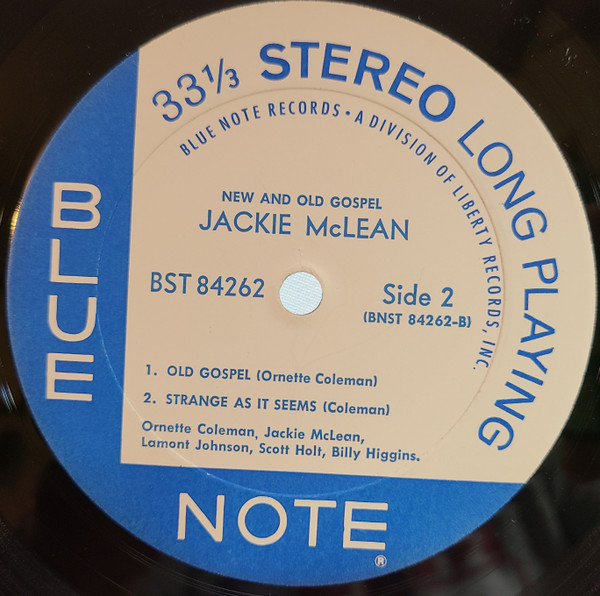 33⅓ STEREO LONG PLAYING
BLUE NOTE RECORDS • A DIVISION OF LIBERTY RECORDS, INC.
NEW AND OLD GOSPEL
JACKIE McLEAN
BST 84262
Side 2
(BNST 84262-B)
1. OLD GOSPEL (Ornette Coleman)
2. STRANGE AS IT SEEMS (Coleman)
Ornette Coleman, Jackie McLean,
Lamont Johnson, Scott Holt, Billy Higgins.
BLUE
NOTE ®